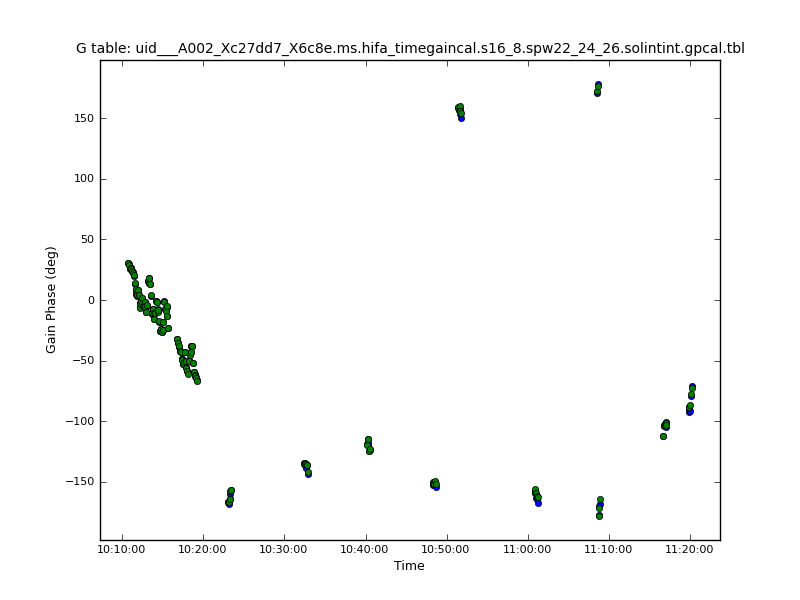 G table: uid___A002_Xc27dd7_X6c8e.ms.hifa_timegaincal.s16_8.spw22_24_26.solintint.gpcal.tbl
150
100
50
0
−50
−100
−150
Gain Phase (deg)
10:10:00 10:20:00 10:30:00 10:40:00 10:50:00 11:00:00 11:10:00 11:20:00
Time